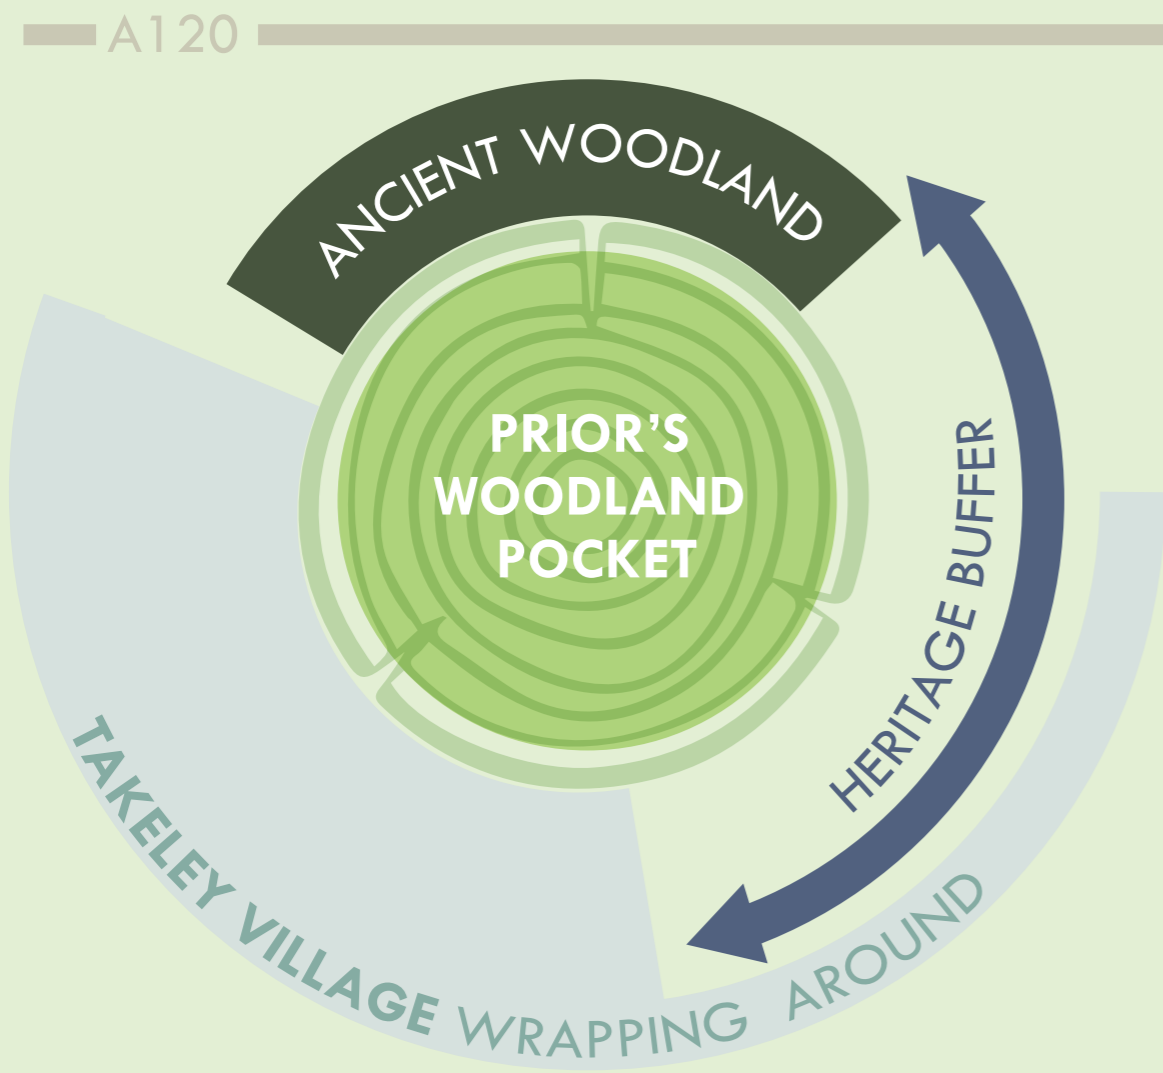 A120
ANCIENT WOODLAND
PRIOR’S
WOODLAND
POCKET
HERITAGE BUFFER
TAKELEY VILLAGE WRAPPING AROUND